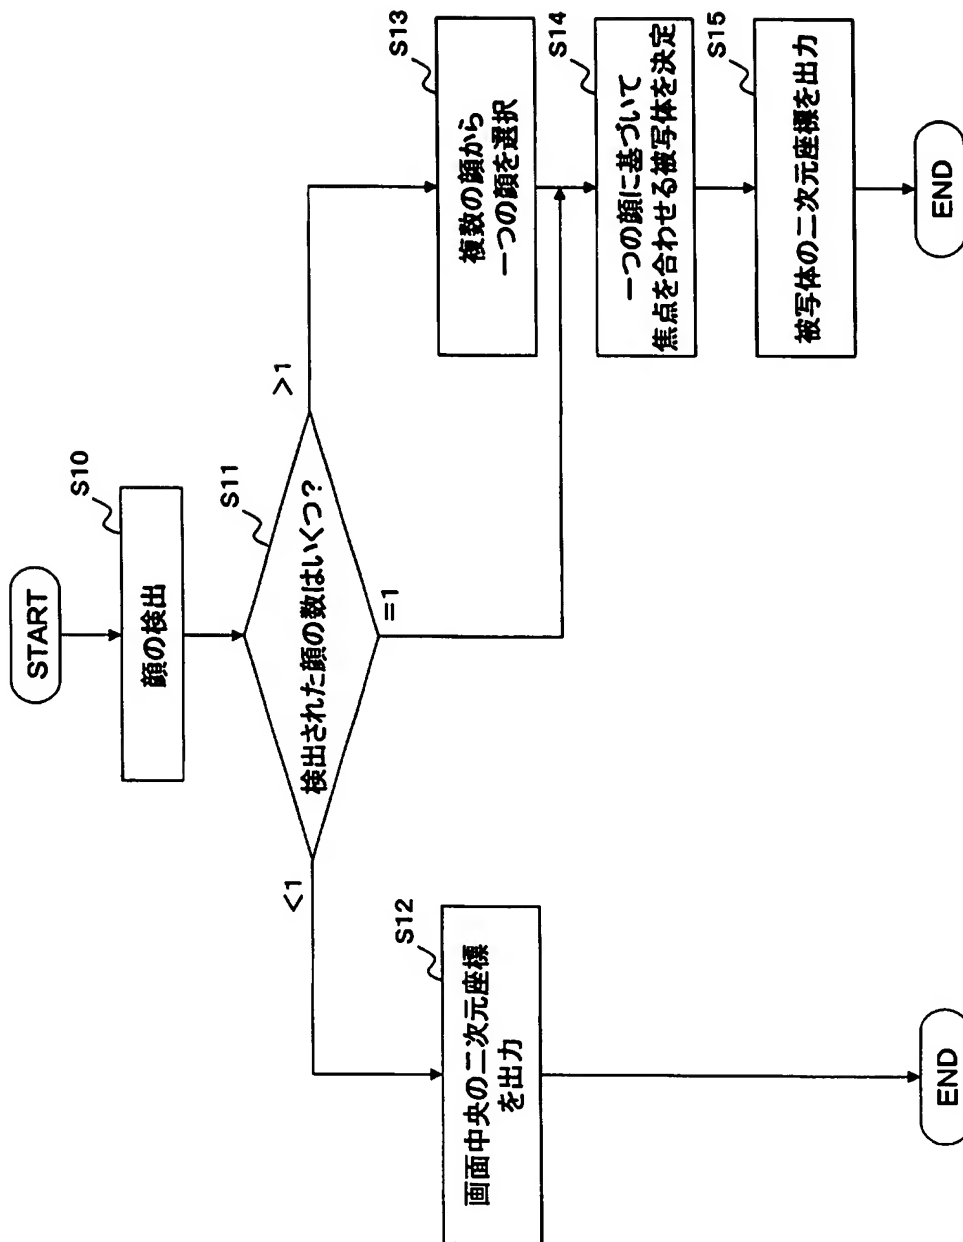 START
S10
顔の検出
S11
検出された顔の数はいくつ?
<1
=1
>1
S12
画面中央の二次元座標
を出力
END
S13
複数の顔から
一つの顔を選択
S14
一つの顔に基づいて
焦点を合わせる被写体を決定
S15
被写体の二次元座標を出力
END